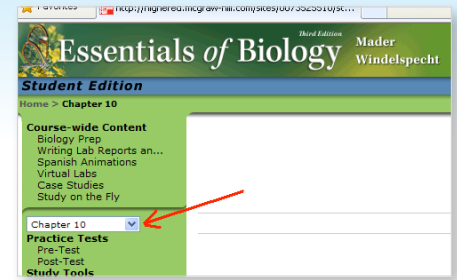 Favorites
http://highered.mcgraw-hill.com/sites/0073525510/st...
Third Edition
Essentials of Biology
Mader
Windelspecht
Student Edition
Home > Chapter 10
Course-wide Content
Biology Prep
Writing Lab Reports an...
Spanish Animations
Virtual Labs
Case Studies
Study on the Fly
Chapter 10
Practice Tests
Pre-Test
Post-Test
Study Tools